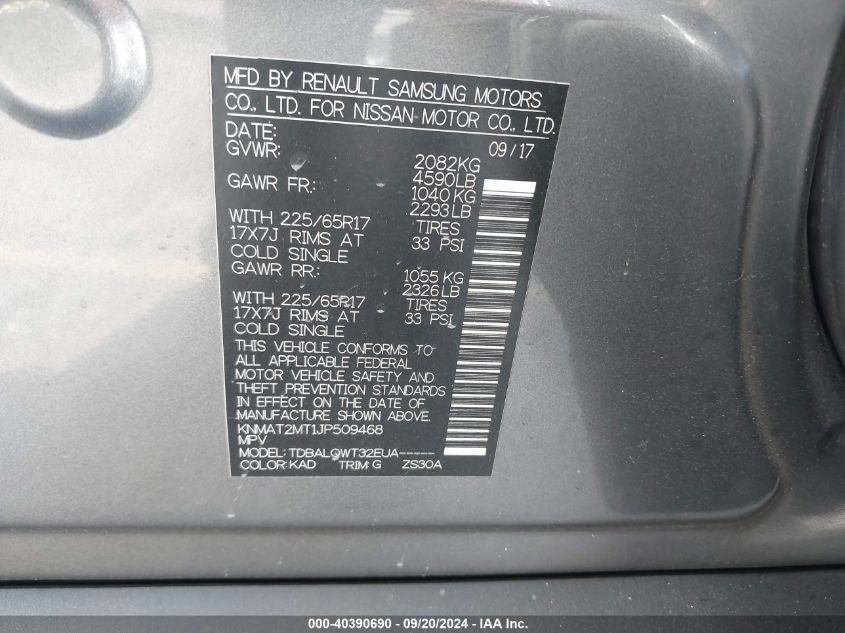 MFD BY RENAULT SAMSUNG MOTORS
CO., LTD. FOR NISSAN MOTOR CO., LTD.
DATE: 09/17
GVWR: 2082KG
4590LB
GAWR FR.: 1040KG
2293LB
WITH 225/65R17 TIRES
17X7J RIMS AT 33 PSI
COLD SINGLE
GAWR RR.: 1055 KG
2326LB
WITH 225/65R17 TIRES
17X7J RIMS AT 33 PSI
COLD SINGLE
THIS VEHICLE CONFORMS TO
ALL APPLICABLE FEDERAL
MOTOR VEHICLE SAFETY AND
THEFT PREVENTION STANDARDS
IN EFFECT ON THE DATE OF
MANUFACTURE SHOWN ABOVE.
KNMAT2MT1JP509468
MPV
MODEL: TDBALQWT32EUA-----
COLOR: KAD TRIM: G ZS30A
000-40390690 — 09/20/2024 — IAA Inc.